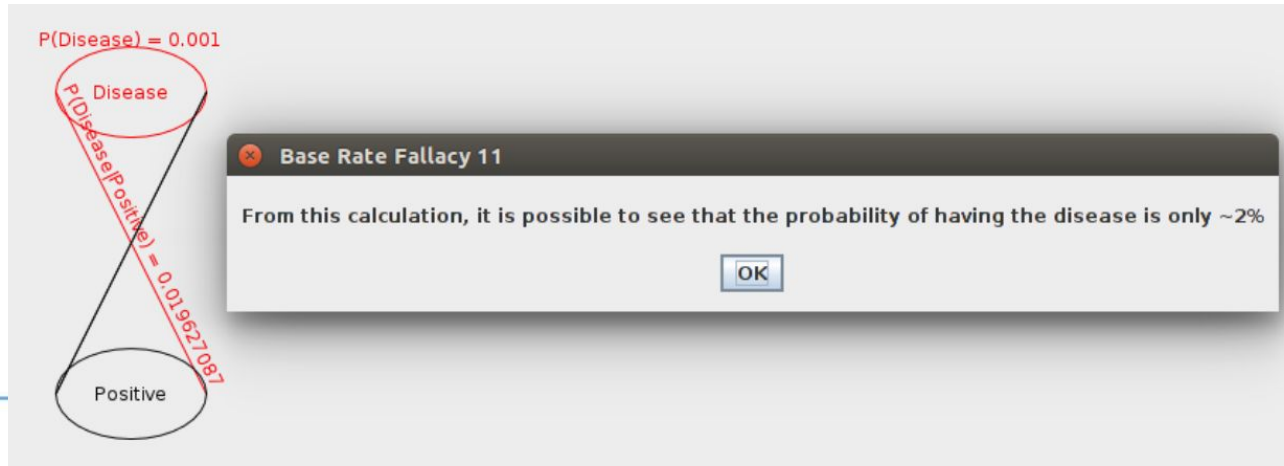 P(Disease) = 0.001
Disease
P(Disease|Positive) = 0.019627087
Base Rate Fallacy 11
From this calculation, it is possible to see that the probability of having the disease is only ~2%
OK
Positive